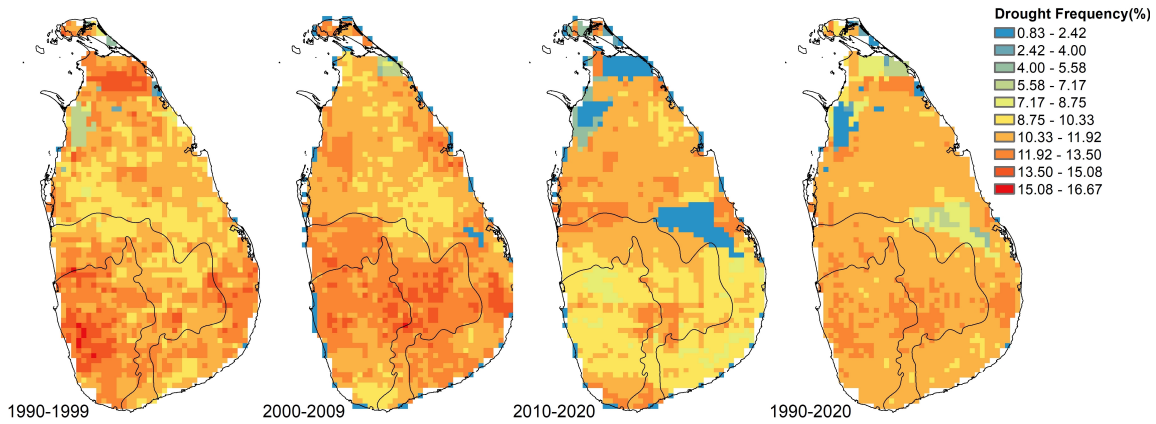 Drought Frequency(%)
0.83 - 2.42
2.42 - 4.00
4.00 - 5.58
5.58 - 7.17
7.17 - 8.75
8.75 - 10.33
10.33 - 11.92
11.92 - 13.50
13.50 - 15.08
15.08 - 16.67
1990-1999
2000-2009
2010-2020
1990-2020